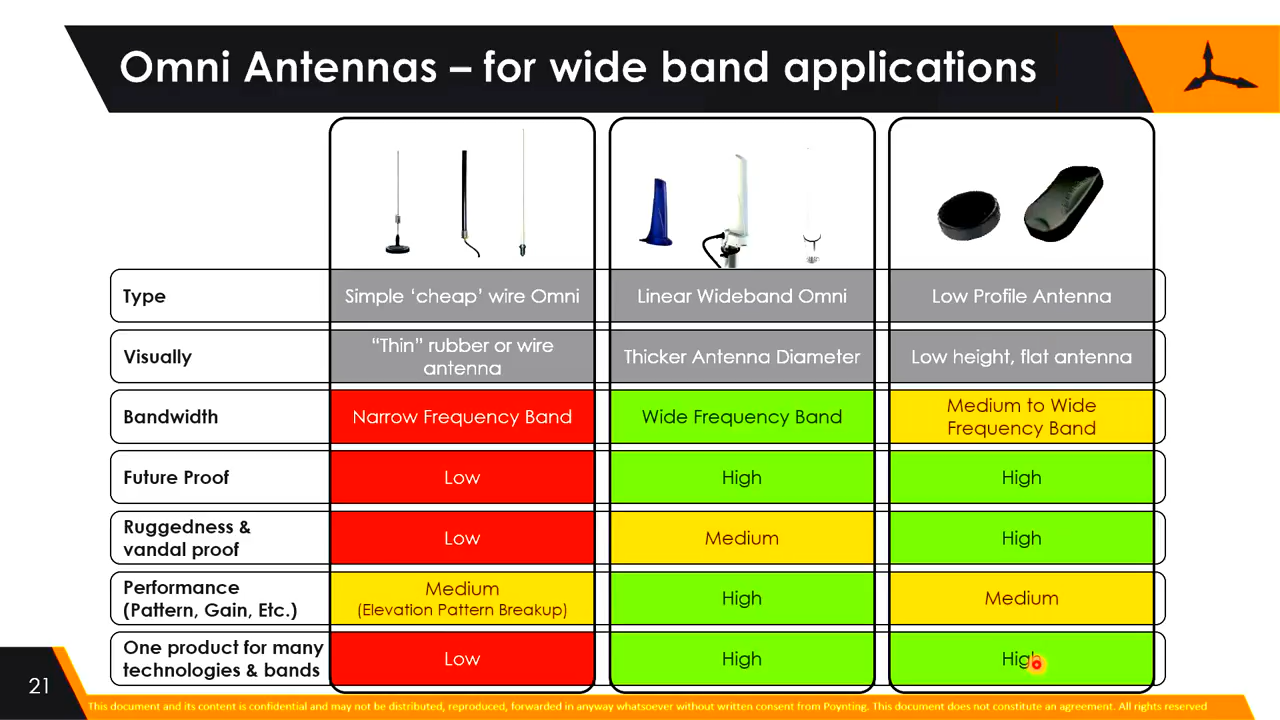 Omni Antennas – for wide band applications
Type
Simple ‘cheap’ wire Omni
Linear Wideband Omni
Low Profile Antenna
Visually
“Thin” rubber or wire
antenna
Thicker Antenna Diameter
Low height, flat antenna
Bandwidth
Narrow Frequency Band
Wide Frequency Band
Medium to Wide
Frequency Band
Future Proof
Low
High
High
Ruggedness &
vandal proof
Low
Medium
High
Performance
(Pattern, Gain, Etc.)
Medium
(Elevation Pattern Breakup)
High
Medium
One product for many
technologies & bands
Low
High
High
21
This document and its content is confidential and may not be distributed, reproduced, forwarded in anyway whatsoever without written consent from Poynting. This document does not constitute an agreement. All rights reserved